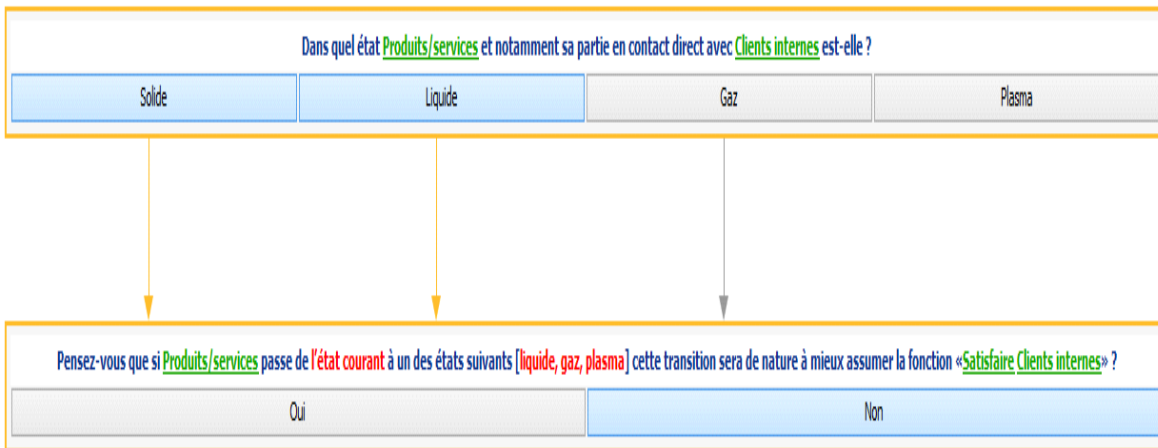 Dans quel état Produits/services et notamment sa partie en contact direct avec Clients internes est-elle ?
Solide Liquide Gaz Plasma
Pensez-vous que si Produits/services passe de l'état courant à un des états suivants [liquide, gaz, plasma] cette transition sera de nature à mieux assumer la fonction «Satisfaire Clients internes» ?
Oui Non